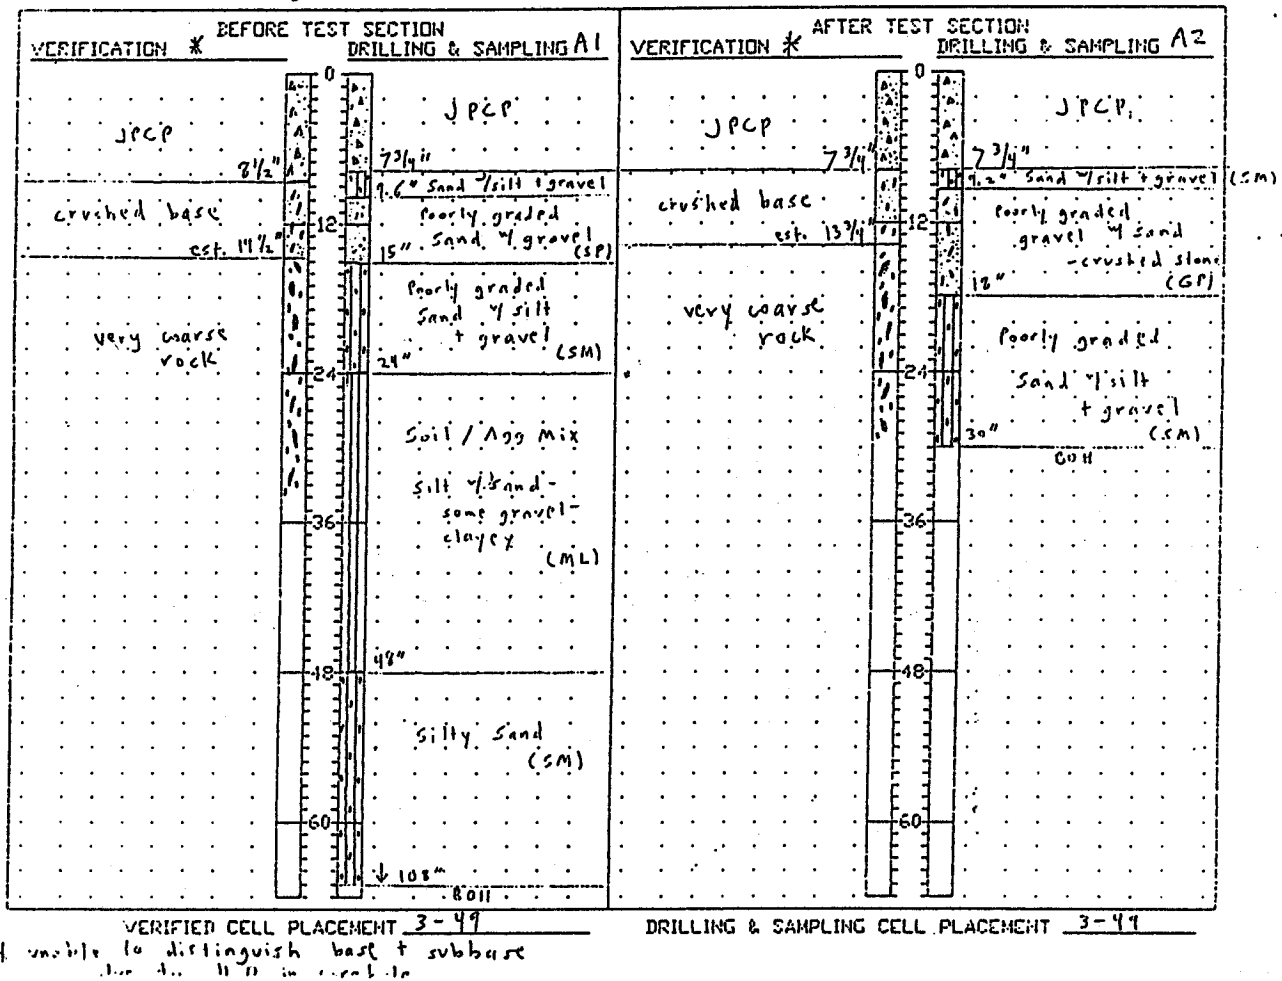 BEFORE TEST SECTION
VERIFICATION * DRILLING & SAMPLING A1
0
JPCP
JPCP
8 1/2"
7 3/4"
9.6" Sand w/silt + gravel
crushed base
12
Poorly graded
Sand w/ gravel
(SP)
est. 14 1/2"
15"
Poorly graded
Sand w/ silt
+ gravel
(SM)
very coarse
rock
24"
24
Soil / Agg Mix
Silt w/ Sand -
some gravel -
clayey
(ML)
36
48"
48
Silty Sand
(SM)
60
↓ 108"
BOH
AFTER TEST SECTION
VERIFICATION * DRILLING & SAMPLING A2
0
JPCP
JPCP
7 3/4"
7 3/4"
9.2" Sand w/silt + gravel (SM)
crushed base
12
Poorly graded
gravel w/ sand
-crushed stone
(GP)
est. 13 3/4"
18"
very coarse
rock
Poorly graded
Sand w/silt
+ gravel
(SM)
24
30"
BOH
36
48
60
VERIFIED CELL PLACEMENT 3-49
DRILLING & SAMPLING CELL PLACEMENT 3-49
unable to distinguish base + subbase
in